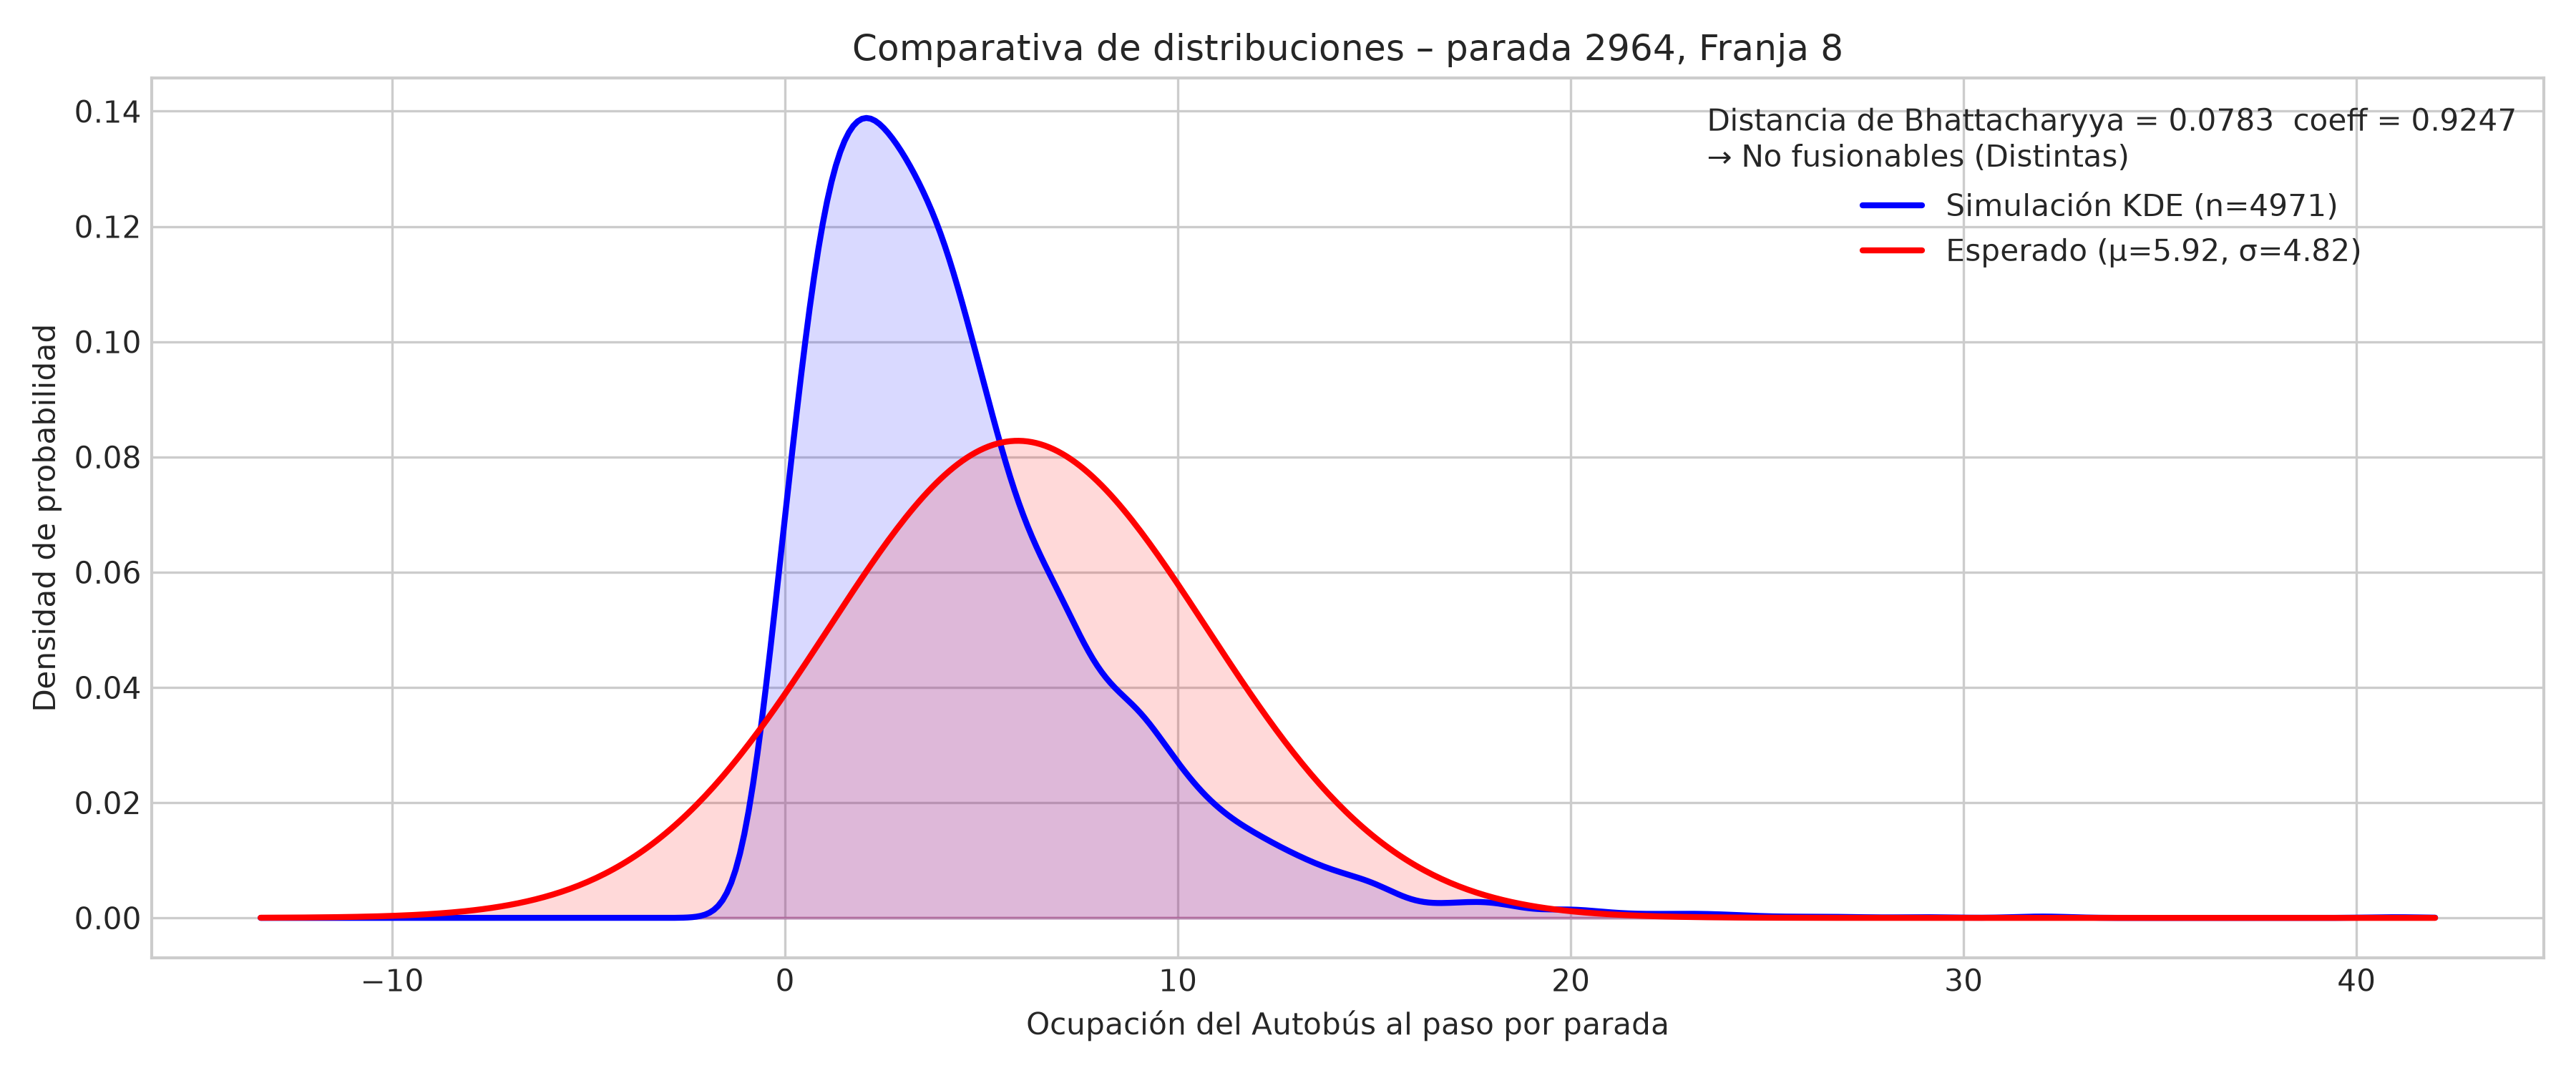 Comparativa de distribuciones – parada 2964, Franja 8
Distancia de Bhattacharyya = 0.0783  coeff = 0.9247
→ No fusionables (Distintas)
Simulación KDE (n=4971)
Esperado (μ=5.92, σ=4.82)
Densidad de probabilidad
0.14
0.12
0.10
0.08
0.06
0.04
0.02
0.00
−10 0 10 20 30 40
Ocupación del Autobús al paso por parada